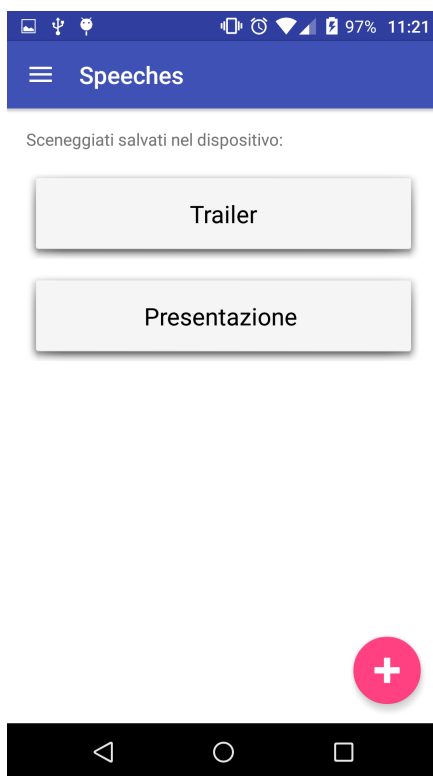 97% 11:21
Speeches
Sceneggiati salvati nel dispositivo:
Trailer
Presentazione